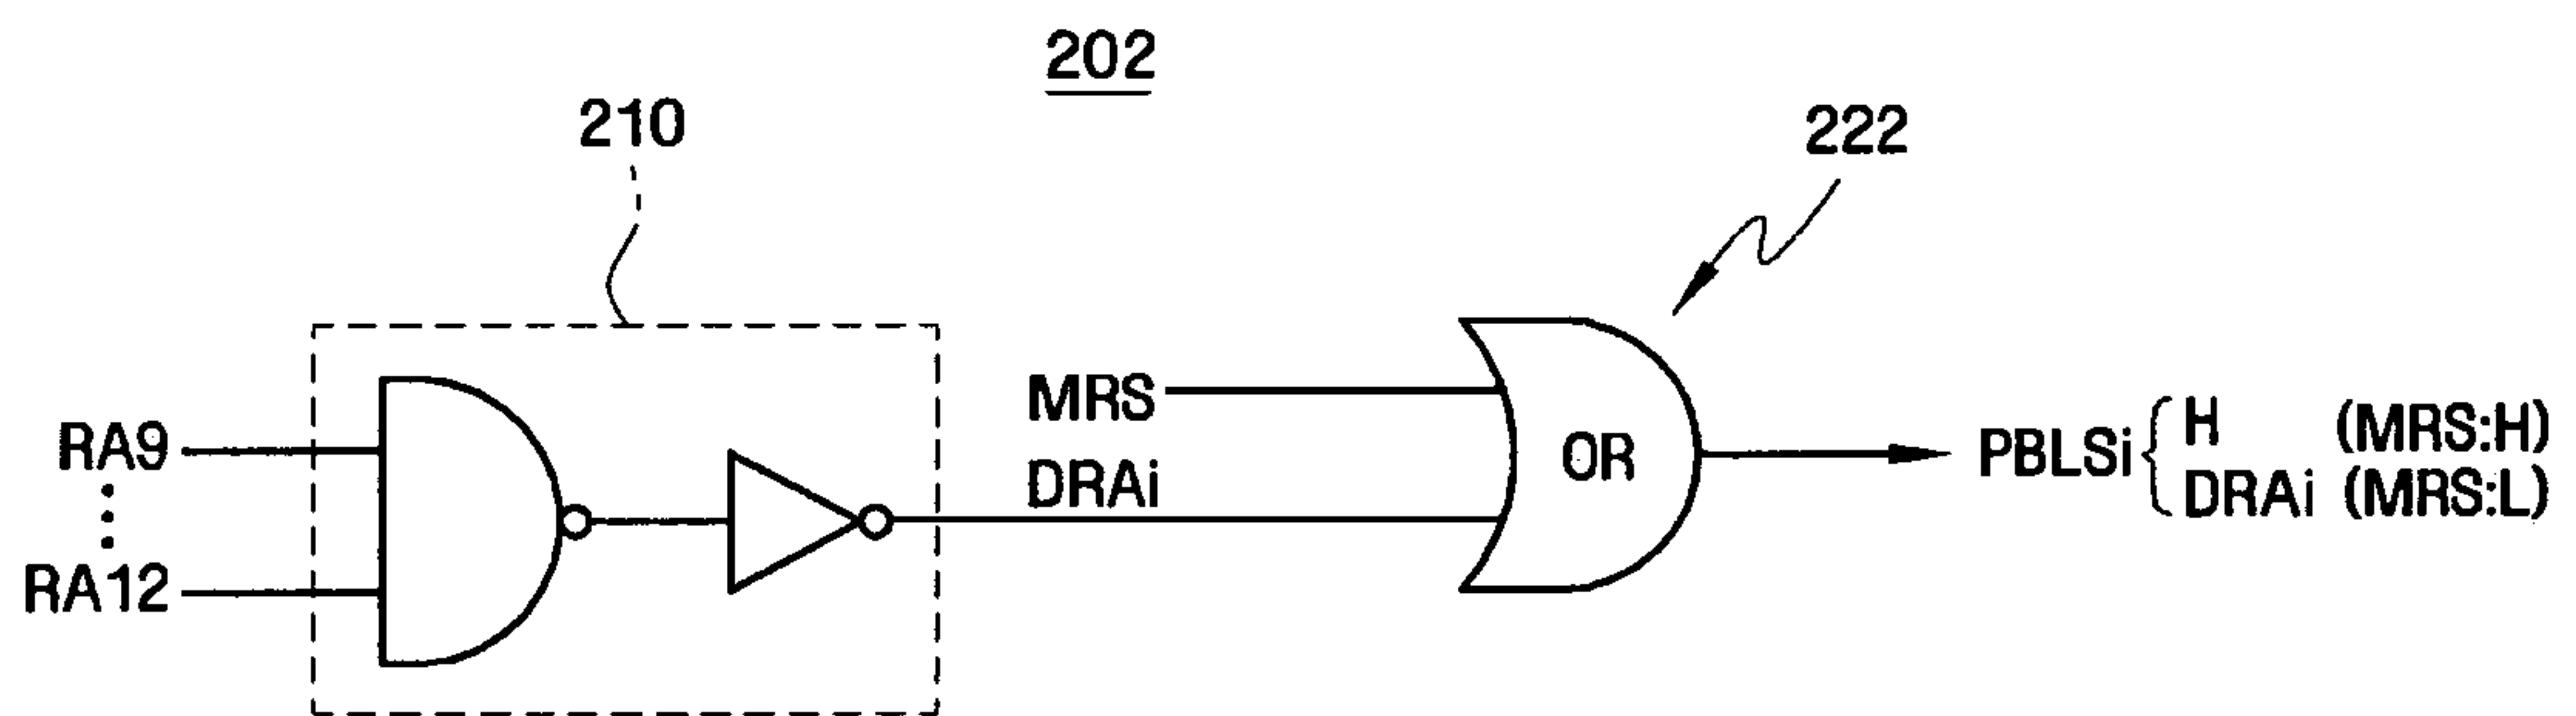 202
210
222
RA9
RA12
MRS
DRAi
OR
PBLSi
H (MRS:H)
DRAi (MRS:L)